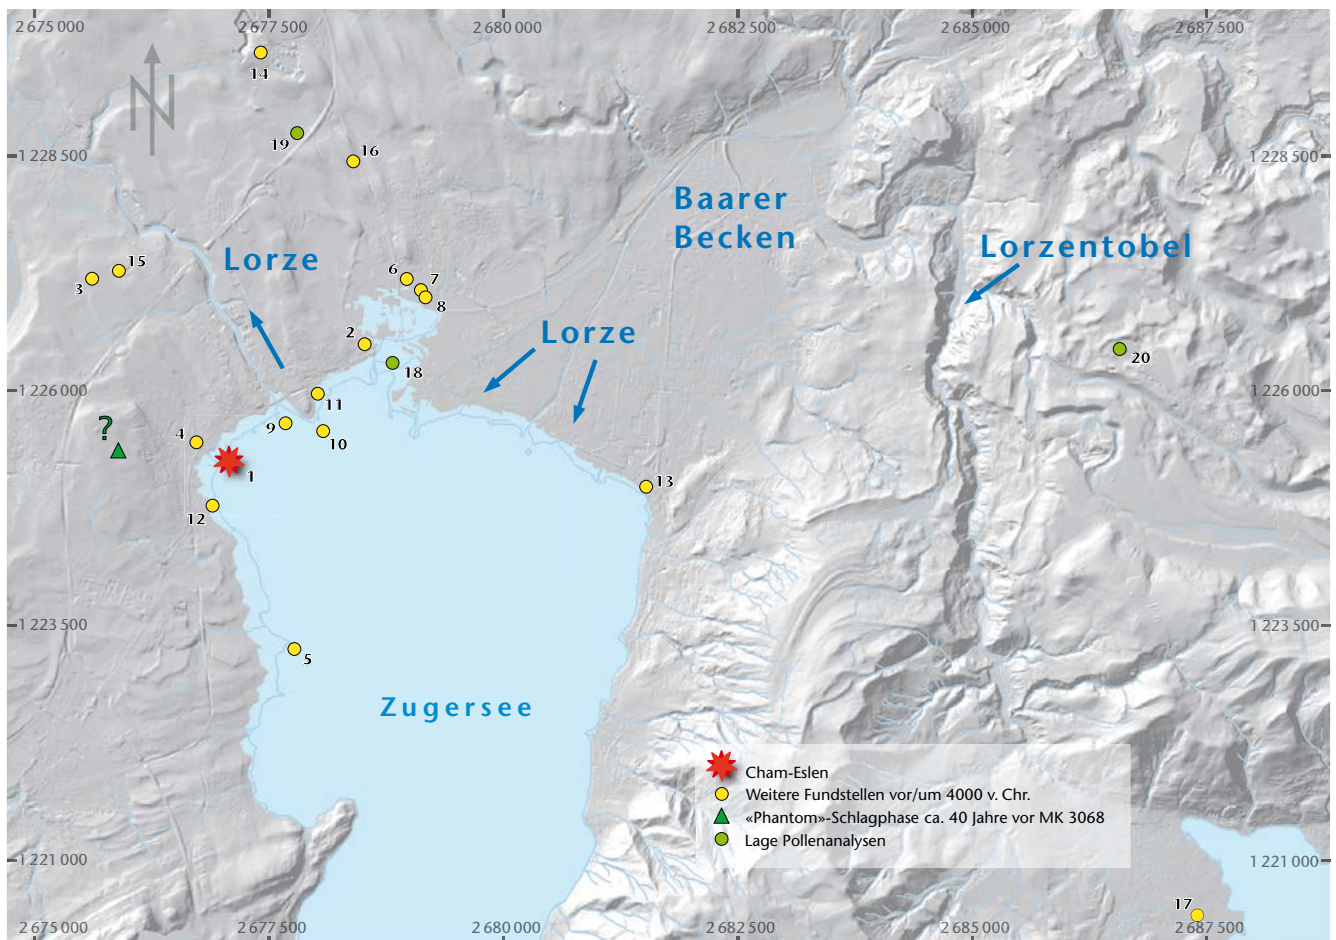 2 675 000
2 677 500
2 680 000
2 682 500
2 685 000
2 687 500
14
N
19
16
1 228 500
1 228 500
Baarer
Becken
Lorze
Lorzentobel
15
3
6
7
8
2
Lorze
18
20
1 226 000
1 226 000
11
?
4
9
10
1
13
12
1 223 500
1 223 500
5
Zugersee
Cham-Eslen
Weitere Fundstellen vor/um 4000 v. Chr.
«Phantom»-Schlagphase ca. 40 Jahre vor MK 3068
Lage Pollenanalysen
1 221 000
1 221 000
17
2 675 000
2 677 500
2 680 000
2 682 500
2 685 000
2 687 500